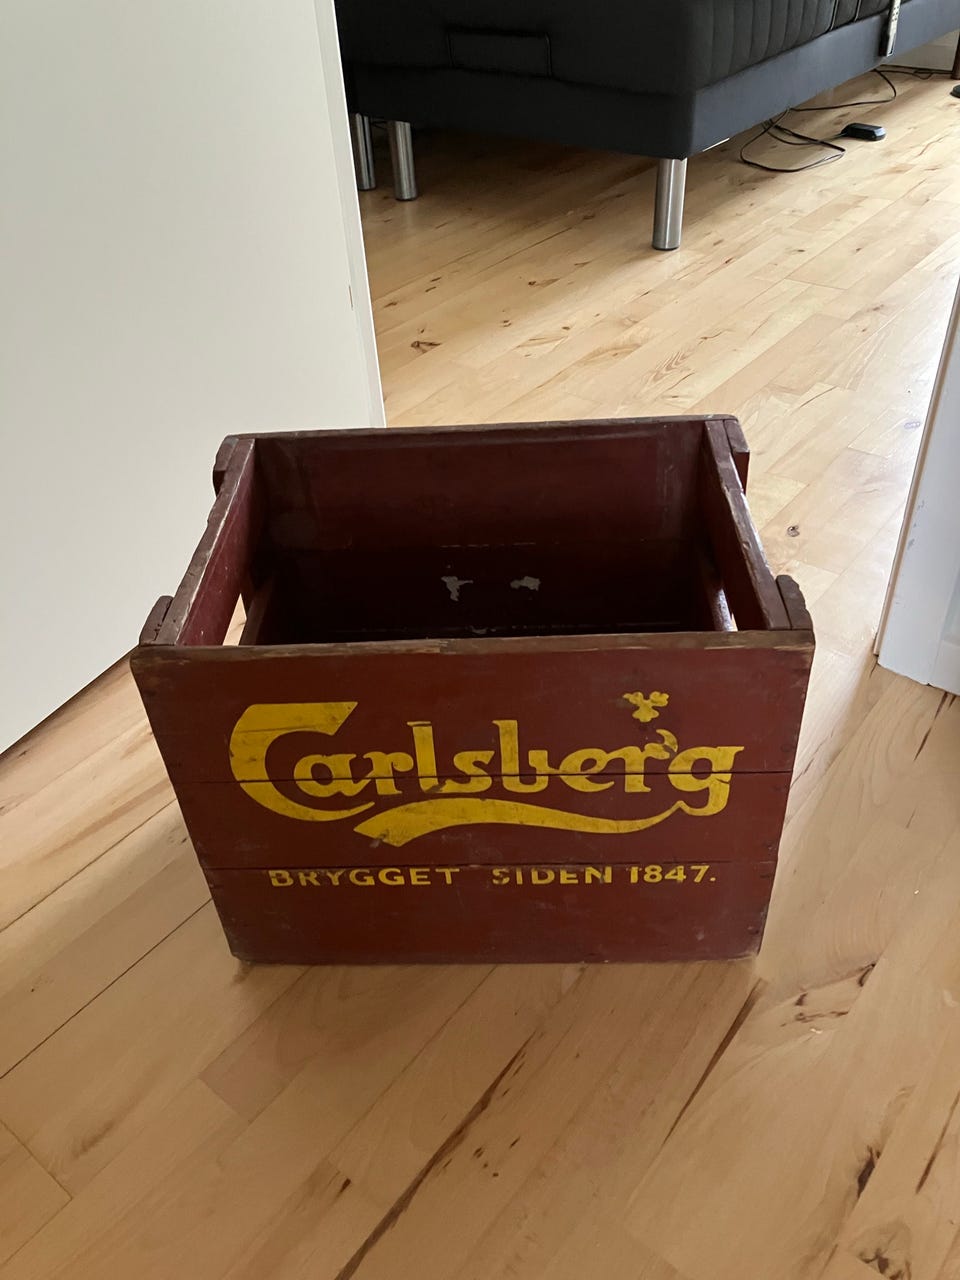 Carlsberg
BRYGGET SIDEN 1847.